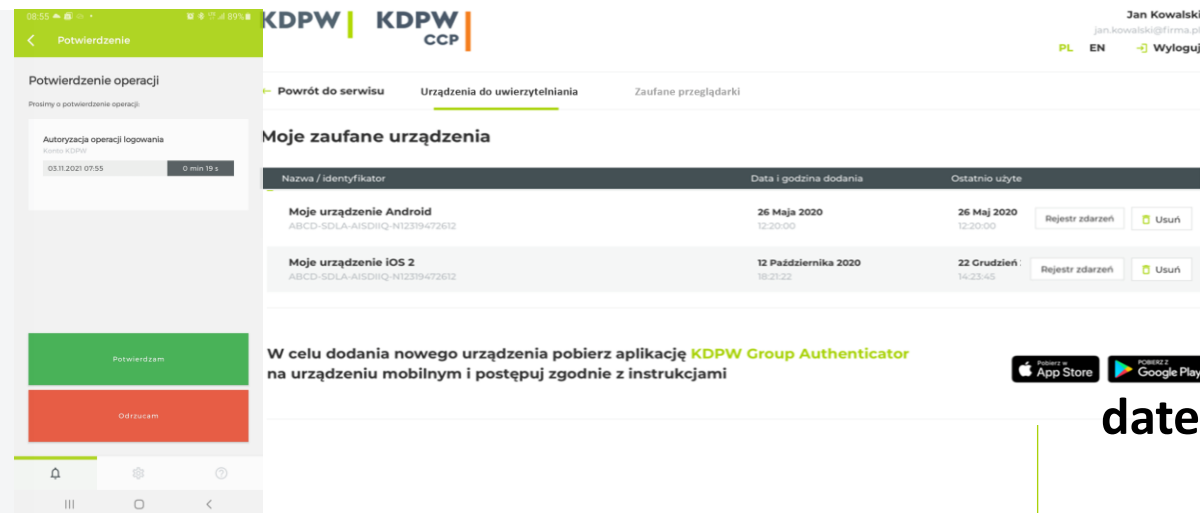 08:55
89%
Potwierdzenie
Potwierdzenie operacji
Prosimy o potwierdzenie operacji:
Autoryzacja operacji logowania
Konto KDPW
03.11.2021 07:55
0 min 19 s
Potwierdzam
Odrzucam
KDPW
KDPW
CCP
Jan Kowalski
jan.kowalski@firma.pl
PL EN Wyloguj
← Powrót do serwisu Urządzenia do uwierzytelniania Zaufane przeglądarki
Moje zaufane urządzenia
Nazwa / identyfikator Data i godzina dodania Ostatnio użyte
Moje urządzenie Android 26 Maja 2020 26 Maj 2020 Rejestr zdarzeń Usuń
ABCD-SDLA-AISDIIQ-N12319472612 12:20:00 12:20:00
Moje urządzenie iOS 2 12 Października 2020 22 Grudzień Rejestr zdarzeń Usuń
ABCD-SDLA-AISDIIQ-N12319472612 18:21:22 14:23:45
W celu dodania nowego urządzenia pobierz aplikację KDPW Group Authenticator
na urządzeniu mobilnym i postępuj zgodnie z instrukcjami
Pobierz w
App Store
POBIERZ Z
Google Play
date